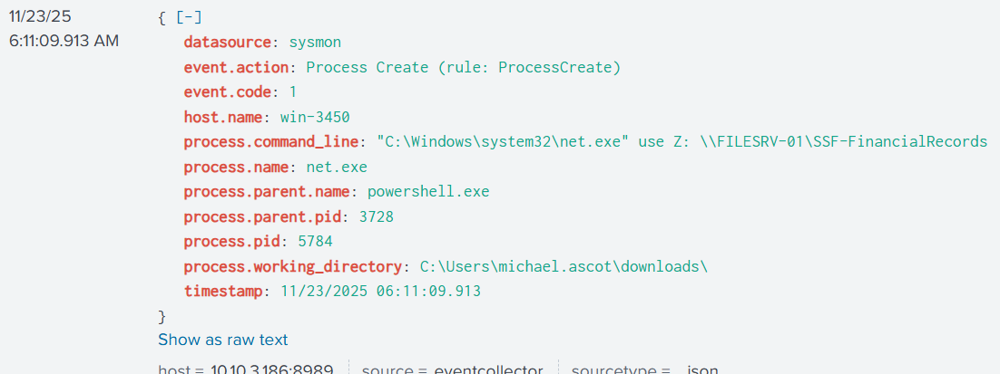 11/23/25
6:11:09.913 AM
{ [-]
datasource: sysmon
event.action: Process Create (rule: ProcessCreate)
event.code: 1
host.name: win-3450
process.command_line: "C:\Windows\system32\net.exe" use Z: \\FILESRV-01\SSF-FinancialRecords
process.name: net.exe
process.parent.name: powershell.exe
process.parent.pid: 3728
process.pid: 5784
process.working_directory: C:\Users\michael.ascot\downloads\
timestamp: 11/23/2025 06:11:09.913
}
Show as raw text
host = 10.10.3.186:8989 source = eventcollector sourcetype = _json